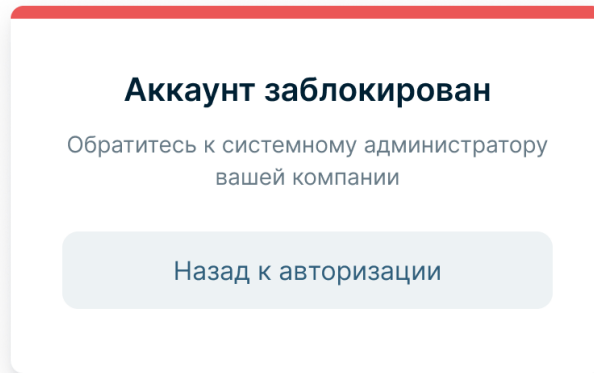 Аккаунт заблокирован
Обратитесь к системному администратору
вашей компании
Назад к авторизации